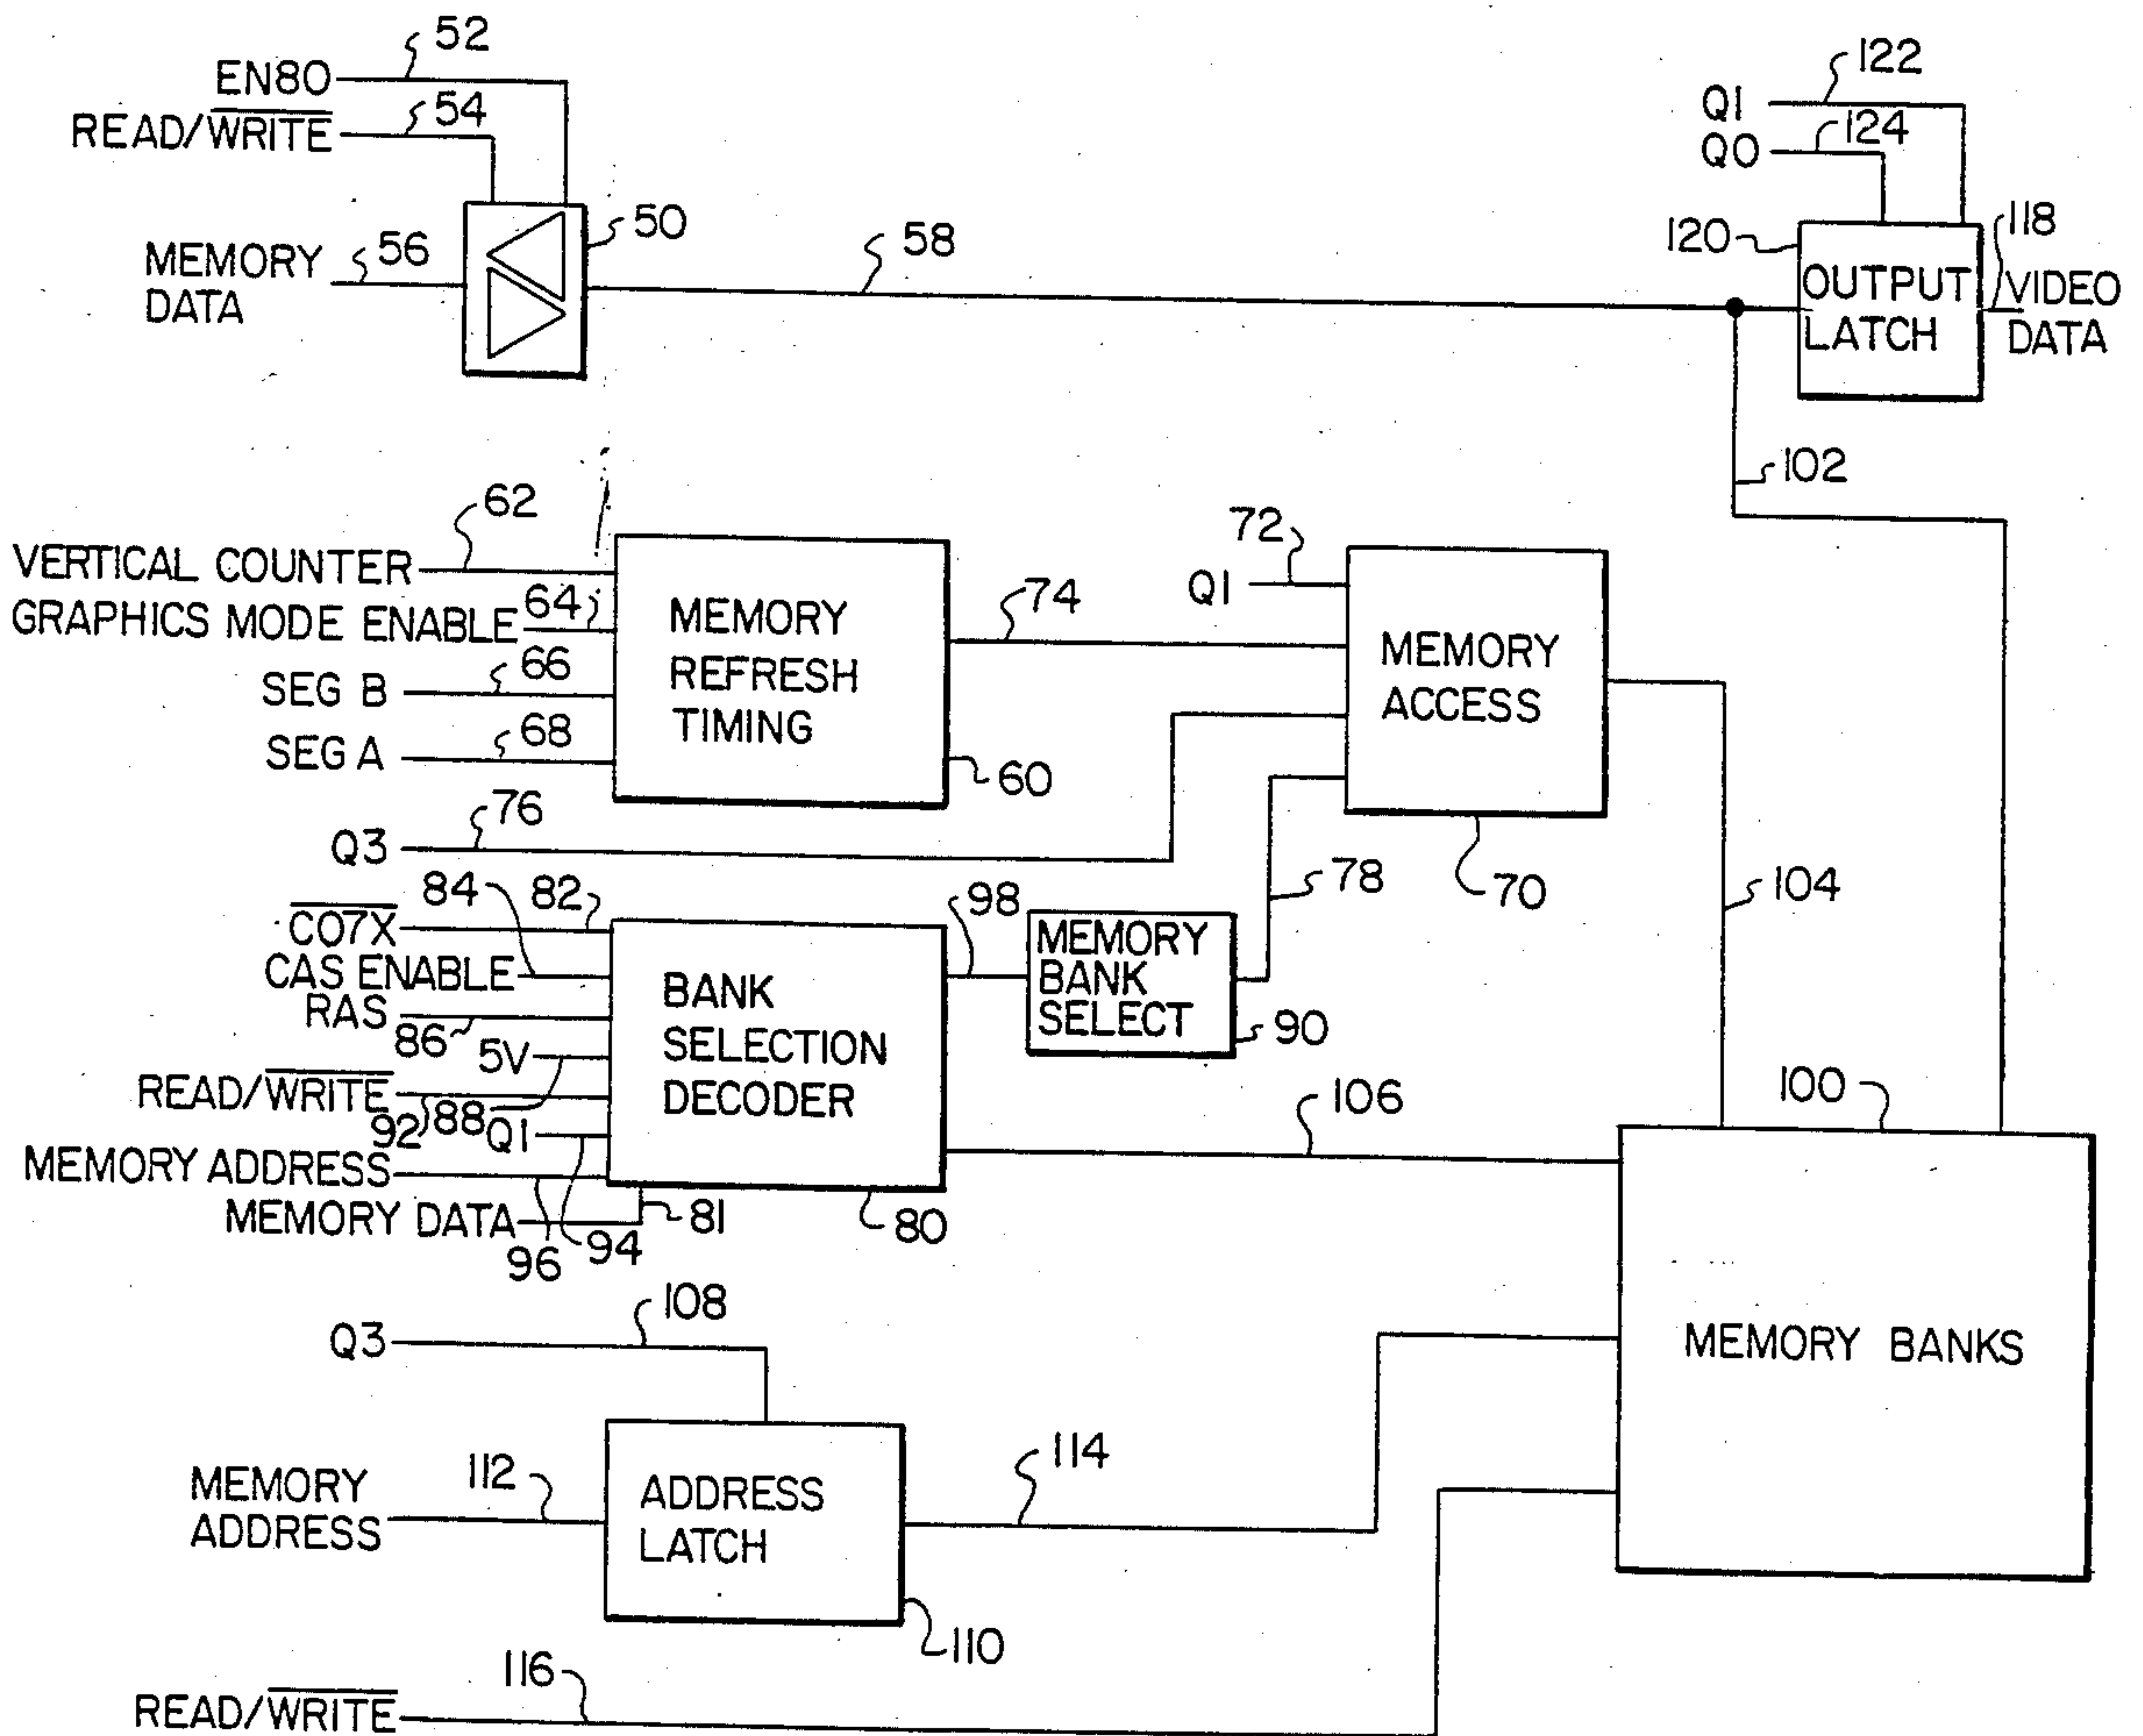 52
EN80
54
READ/WRITE
MEMORY
DATA
56
50
58
122
Q1
124
Q0
120
118
OUTPUT
LATCH
VIDEO
DATA
102
62
VERTICAL COUNTER
64
GRAPHICS MODE ENABLE
66
SEG B
68
SEG A
MEMORY
REFRESH
TIMING
60
74
72
Q1
MEMORY
ACCESS
70
76
Q3
78
104
84
82
C07X
CAS ENABLE
RAS
86
5V
READ/WRITE
92
88
Q1
MEMORY ADDRESS
MEMORY DATA
96
94
81
BANK
SELECTION
DECODER
80
98
MEMORY
BANK
SELECT
90
106
100
MEMORY BANKS
108
Q3
112
MEMORY
ADDRESS
ADDRESS
LATCH
110
114
116
READ/WRITE